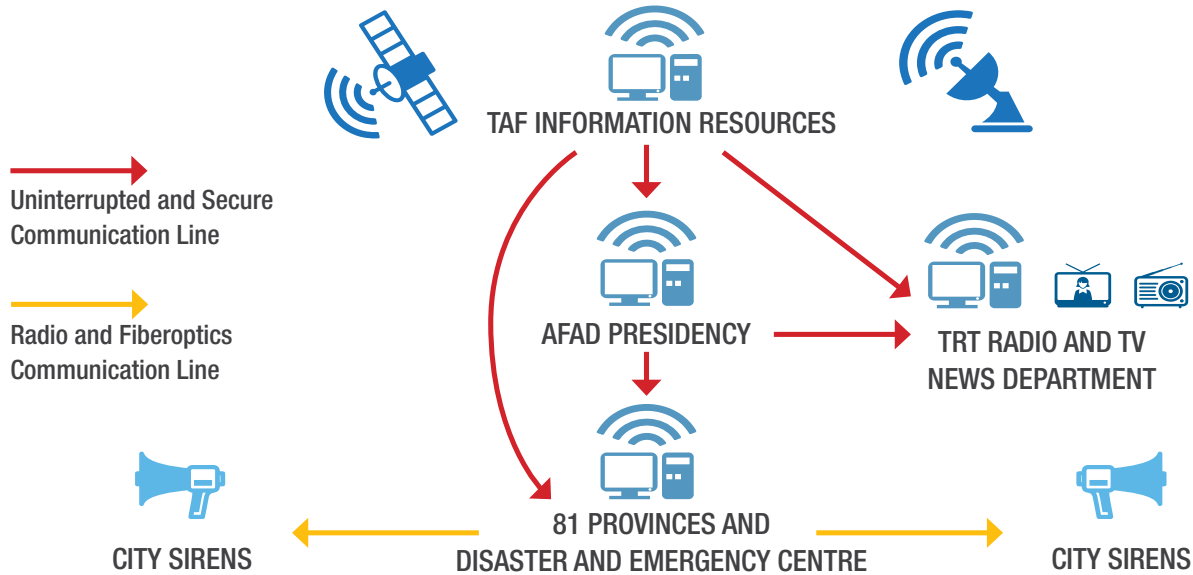 TAF INFORMATION RESOURCES
Uninterrupted and Secure
Communication Line
Radio and Fiberoptics
Communication Line
AFAD PRESIDENCY
TRT RADIO AND TV
NEWS DEPARTMENT
81 PROVINCES AND
DISASTER AND EMERGENCY CENTRE
CITY SIRENS
CITY SIRENS